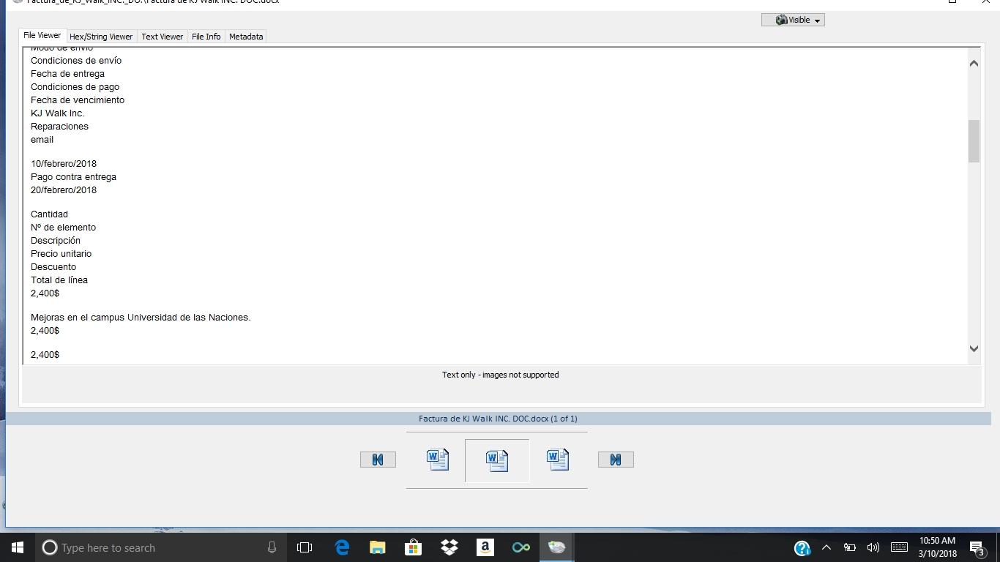 Factura_de_KJ_Walk_INC._DO.\Factura de KJ Walk INC. DOC.docx
Visible
File Viewer
Hex/String Viewer
Text Viewer
File Info
Metadata
Modo de envío
Condiciones de envío
Fecha de entrega
Condiciones de pago
Fecha de vencimiento
KJ Walk Inc.
Reparaciones
email
10/febrero/2018
Pago contra entrega
20/febrero/2018
Cantidad
Nº de elemento
Descripción
Precio unitario
Descuento
Total de línea
2,400$
Mejoras en el campus Universidad de las Naciones.
2,400$
2,400$
Text only - images not supported
Factura de KJ Walk INC. DOC.docx (1 of 1)
Type here to search
10:50 AM
3/10/2018
3